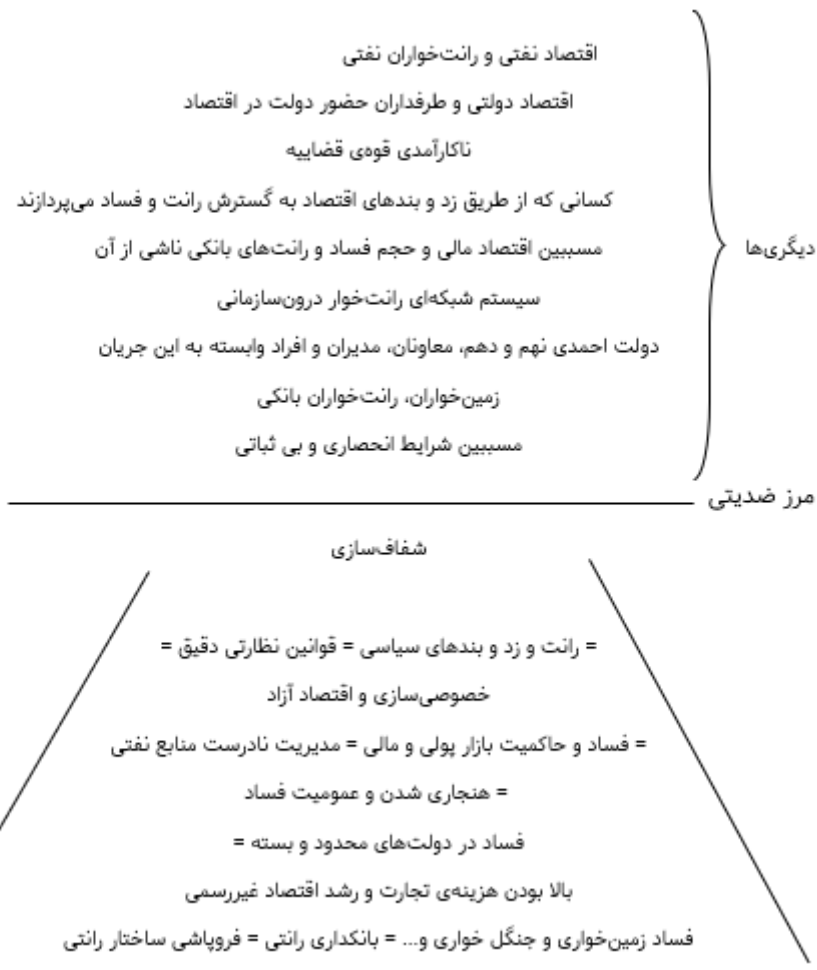 اقتصاد نفتی و رانت‌خواران نفتی
اقتصاد دولتی و طرفداران حضور دولت در اقتصاد
ناکارآمدی قوه‌ی قضاییه
کسانی که از طریق زد و بندهای اقتصاد به گسترش رانت و فساد می‌پردازند
دیگری‌ها
مسببین اقتصاد مالی و حجم فساد و رانت‌های بانکی ناشی از آن
سیستم شبکه‌ای رانت‌خوار درون‌سازمانی
دولت احمدی نهم و دهم، معاونان، مدیران و افراد وابسته به این جریان
زمین‌خواران، رانت‌خواران بانکی
مسببین شرایط انحصاری و بی ثباتی
مرز ضدیتی
شفاف‌سازی
= رانت و زد و بندهای سیاسی = قوانین نظارتی دقیق =
خصوصی‌سازی و اقتصاد آزاد
= فساد و حاکمیت بازار پولی و مالی = مدیریت نادرست منابع نفتی
= هنجاری شدن و عمومیت فساد
فساد در دولت‌های محدود و بسته =
بالا بودن هزینه‌ی تجارت و رشد اقتصاد غیررسمی
فساد زمین‌خواری و جنگل خواری و... = بانکداری رانتی = فروپاشی ساختار رانتی